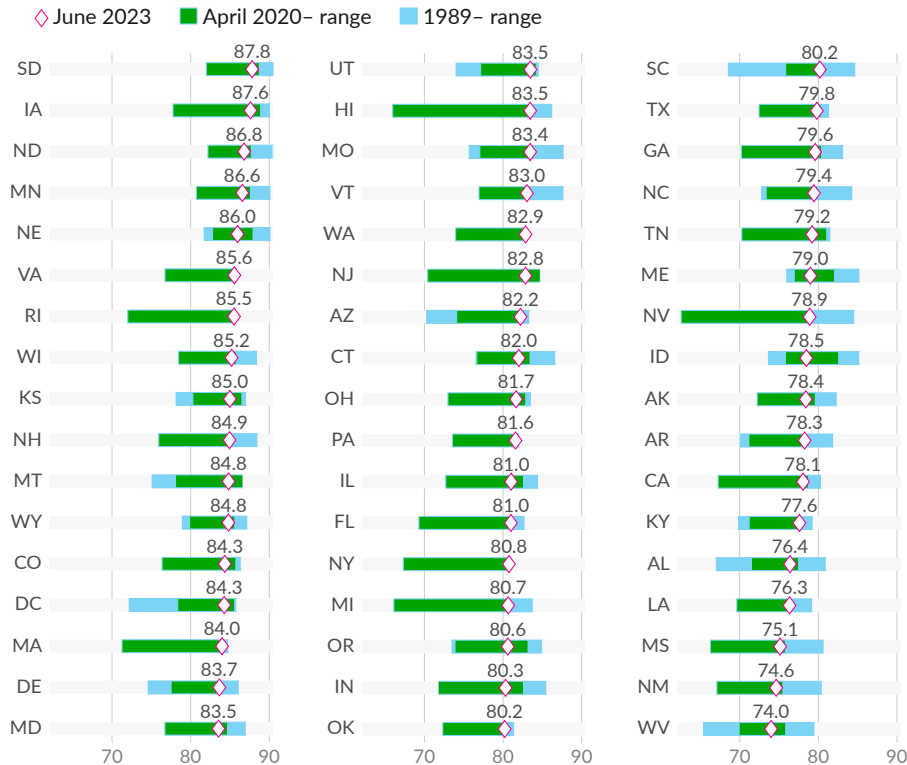 June 2023 April 2020– range 1989– range
87.8 83.5 80.2
SD UT SC
87.6 83.5 79.8
IA HI TX
86.8 83.4 79.6
ND MO GA
86.6 83.0 79.4
MN VT NC
86.0 82.9 79.2
NE WA TN
85.6 82.8 79.0
VA NJ ME
85.5 82.2 78.9
RI AZ NV
85.2 82.0 78.5
WI CT ID
85.0 81.7 78.4
KS OH AK
84.9 81.6 78.3
NH PA AR
84.8 81.0 78.1
MT IL CA
84.8 81.0 77.6
WY FL KY
84.3 80.8 76.4
CO NY AL
84.3 80.7 76.3
DC MI LA
84.0 80.6 75.1
MA OR MS
83.7 80.3 74.6
DE IN NM
83.5 80.2 74.0
MD OK WV
70 80 90 70 80 90 70 80 90